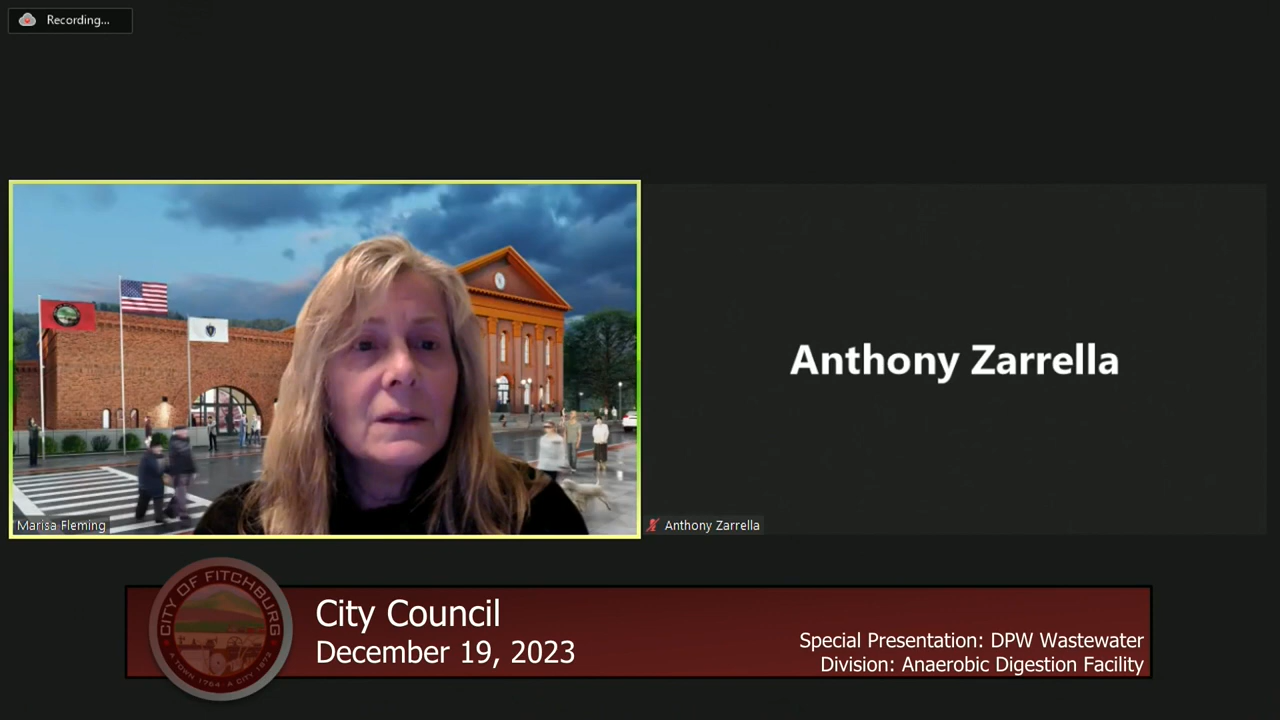 Recording...
Anthony Zarrella
Marisa Fleming
Anthony Zarrella
CITY OF FITCHBURG
A TOWN 1764 · A CITY 1872
City Council
December 19, 2023
Special Presentation: DPW Wastewater
Division: Anaerobic Digestion Facility